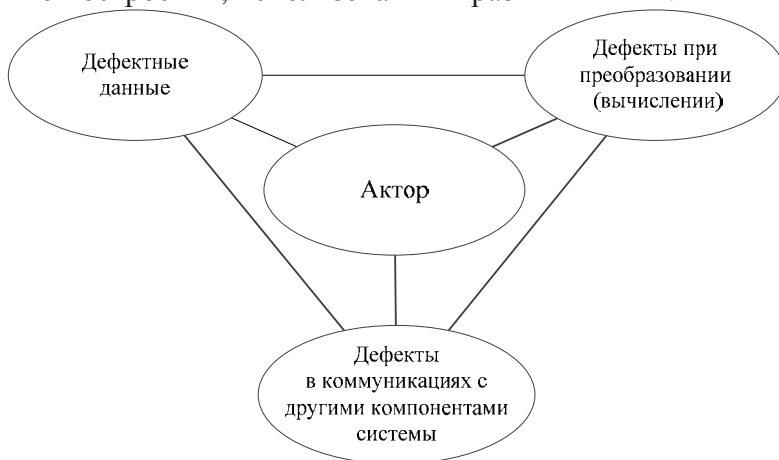 Дефектные
данные
Дефекты при
преобразовании
(вычислении)
Актор
Дефекты
в коммуникациях с
другими компонентами
системы